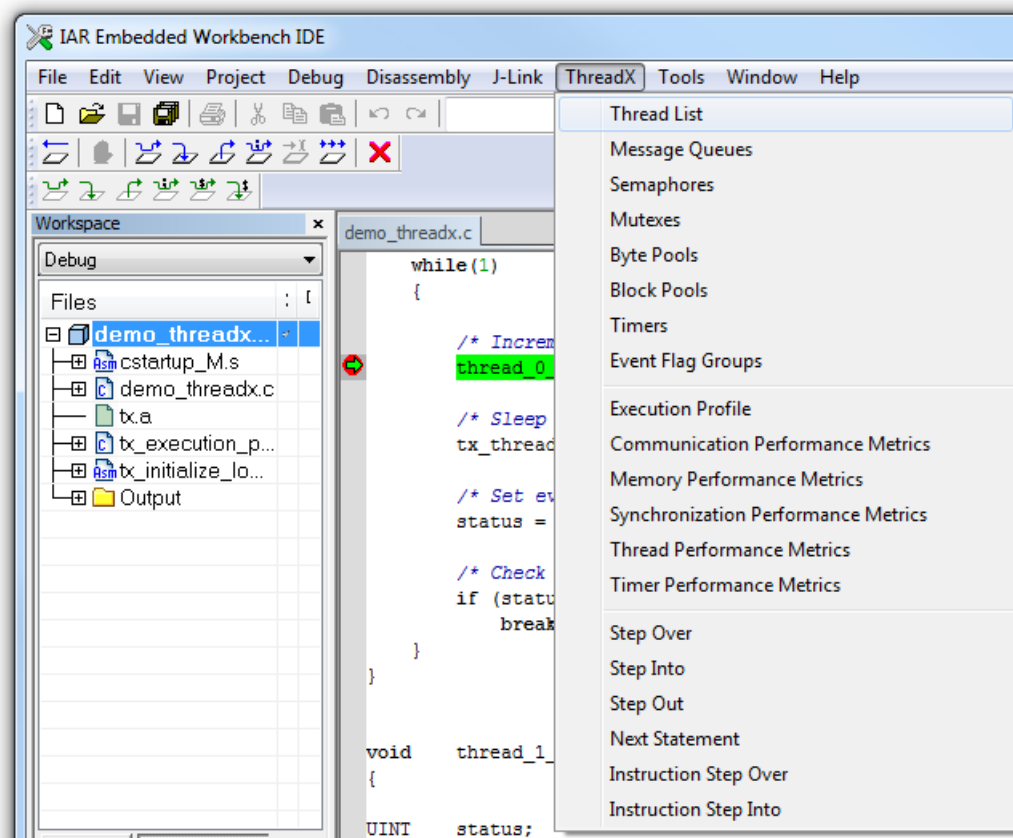 IAR Embedded Workbench IDE
File Edit View Project Debug Disassembly J-Link ThreadX Tools Window Help
Thread List
Message Queues
Semaphores
Mutexes
Byte Pools
Block Pools
Timers
Event Flag Groups
Execution Profile
Communication Performance Metrics
Memory Performance Metrics
Synchronization Performance Metrics
Thread Performance Metrics
Timer Performance Metrics
Step Over
Step Into
Step Out
Next Statement
Instruction Step Over
Instruction Step Into
Workspace
Debug
Files
demo_threadx...
cstartup_M.s
demo_threadx.c
tx.a
tx_execution_p...
tx_initialize_lo...
Output
demo_threadx.c
while(1)
{
/* Increm
thread_0_
/* Sleep
tx_thread
/* Set ev
status =
/* Check
if (statu
break
}
}
void thread_1_
{
UINT status;